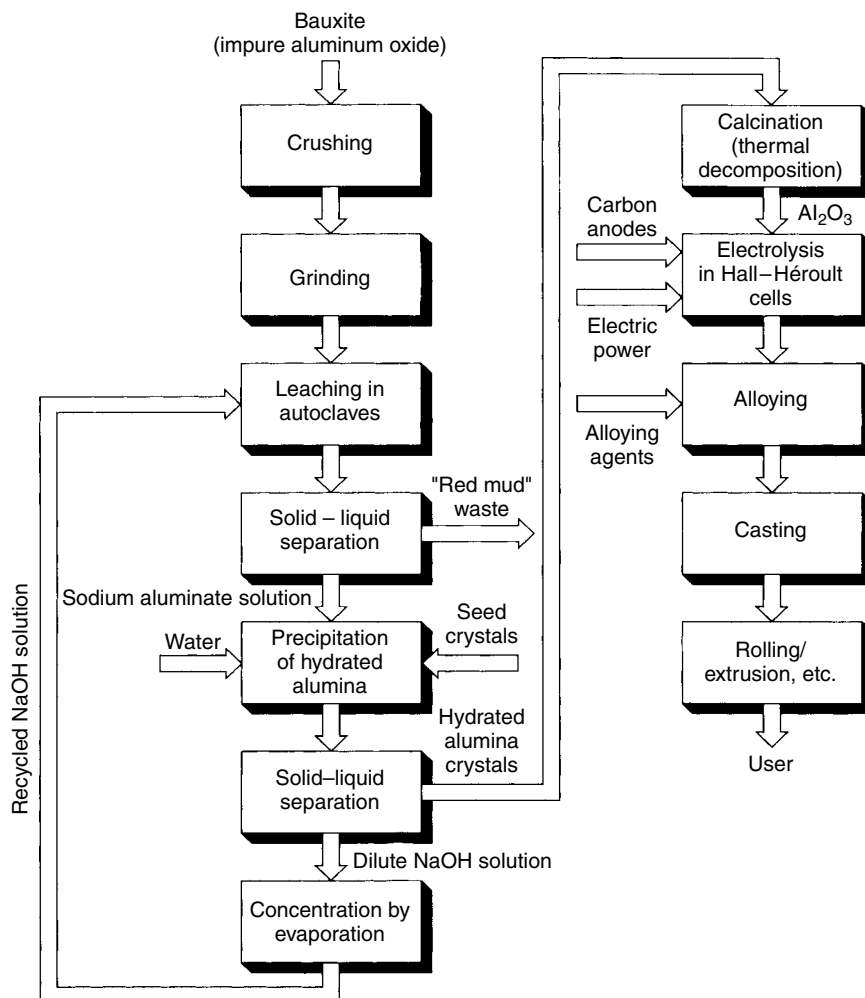 Bauxite
(impure aluminum oxide)
Crushing
Grinding
Leaching in
autoclaves
"Red mud"
waste
Solid – liquid
separation
Sodium aluminate solution
Water
Seed
crystals
Precipitation
of hydrated
alumina
Hydrated
alumina
crystals
Solid–liquid
separation
Dilute NaOH solution
Concentration by
evaporation
Recycled NaOH solution
Calcination
(thermal
decomposition)
Al₂O₃
Carbon
anodes
Electrolysis
in Hall–Héroult
cells
Electric
power
Alloying
Alloying
agents
Casting
Rolling/
extrusion, etc.
User